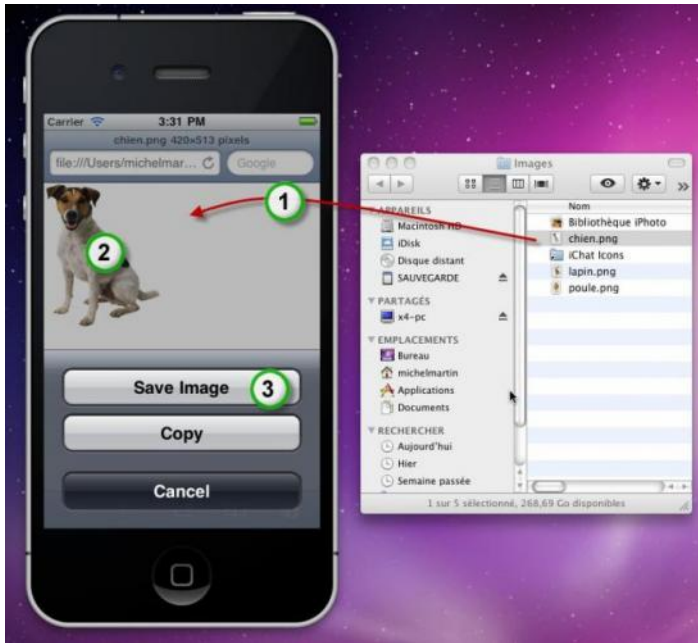 Carrier 3:31 PM
chien.png 420×513 pixels
file:///Users/michelmar... Google
1
2
Save Image 3
Copy
Cancel
Images
APPAREILS
Macintosh HD
iDisk
Disque distant
SAUVEGARDE
PARTAGÉS
x4-pc
EMPLACEMENTS
Bureau
michelmartin
Applications
Documents
RECHERCHER
Aujourd'hui
Hier
Semaine passée
Nom
Bibliothèque iPhoto
chien.png
iChat Icons
lapin.png
poule.png
1 sur 5 sélectionné, 268,69 Go disponibles